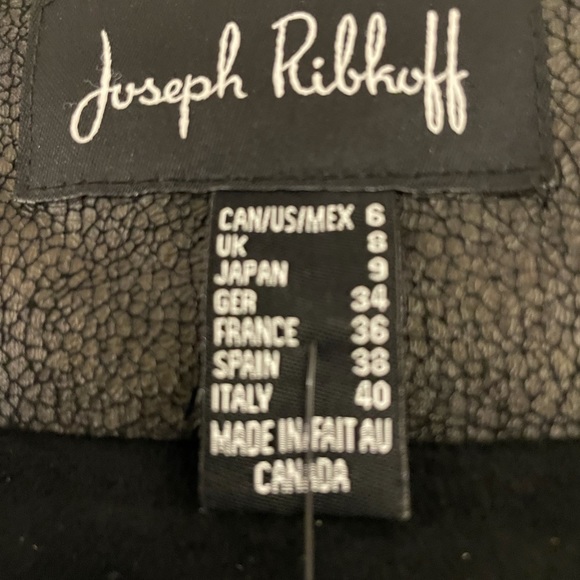 Joseph Ribkoff
CAN/US/MEX 6
UK 8
JAPAN 9
GER 34
FRANCE 36
SPAIN 38
ITALY 40
MADE IN/FAIT AU
CANADA